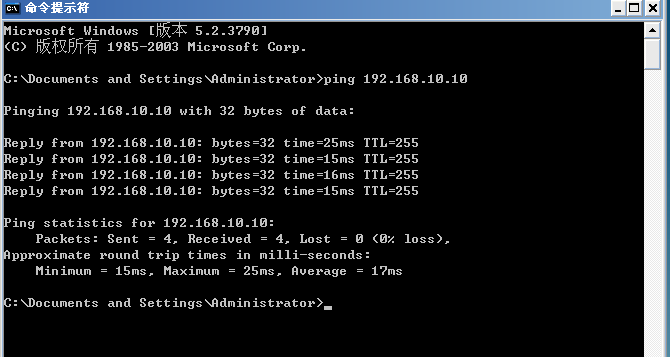 命令提示符
Microsoft Windows [版本 5.2.3790]
(C) 版权所有 1985-2003 Microsoft Corp.
C:\Documents and Settings\Administrator>ping 192.168.10.10
Pinging 192.168.10.10 with 32 bytes of data:
Reply from 192.168.10.10: bytes=32 time=25ms TTL=255
Reply from 192.168.10.10: bytes=32 time=15ms TTL=255
Reply from 192.168.10.10: bytes=32 time=16ms TTL=255
Reply from 192.168.10.10: bytes=32 time=15ms TTL=255
Ping statistics for 192.168.10.10:
Packets: Sent = 4, Received = 4, Lost = 0 (0% loss),
Approximate round trip times in milli-seconds:
Minimum = 15ms, Maximum = 25ms, Average = 17ms
C:\Documents and Settings\Administrator>_